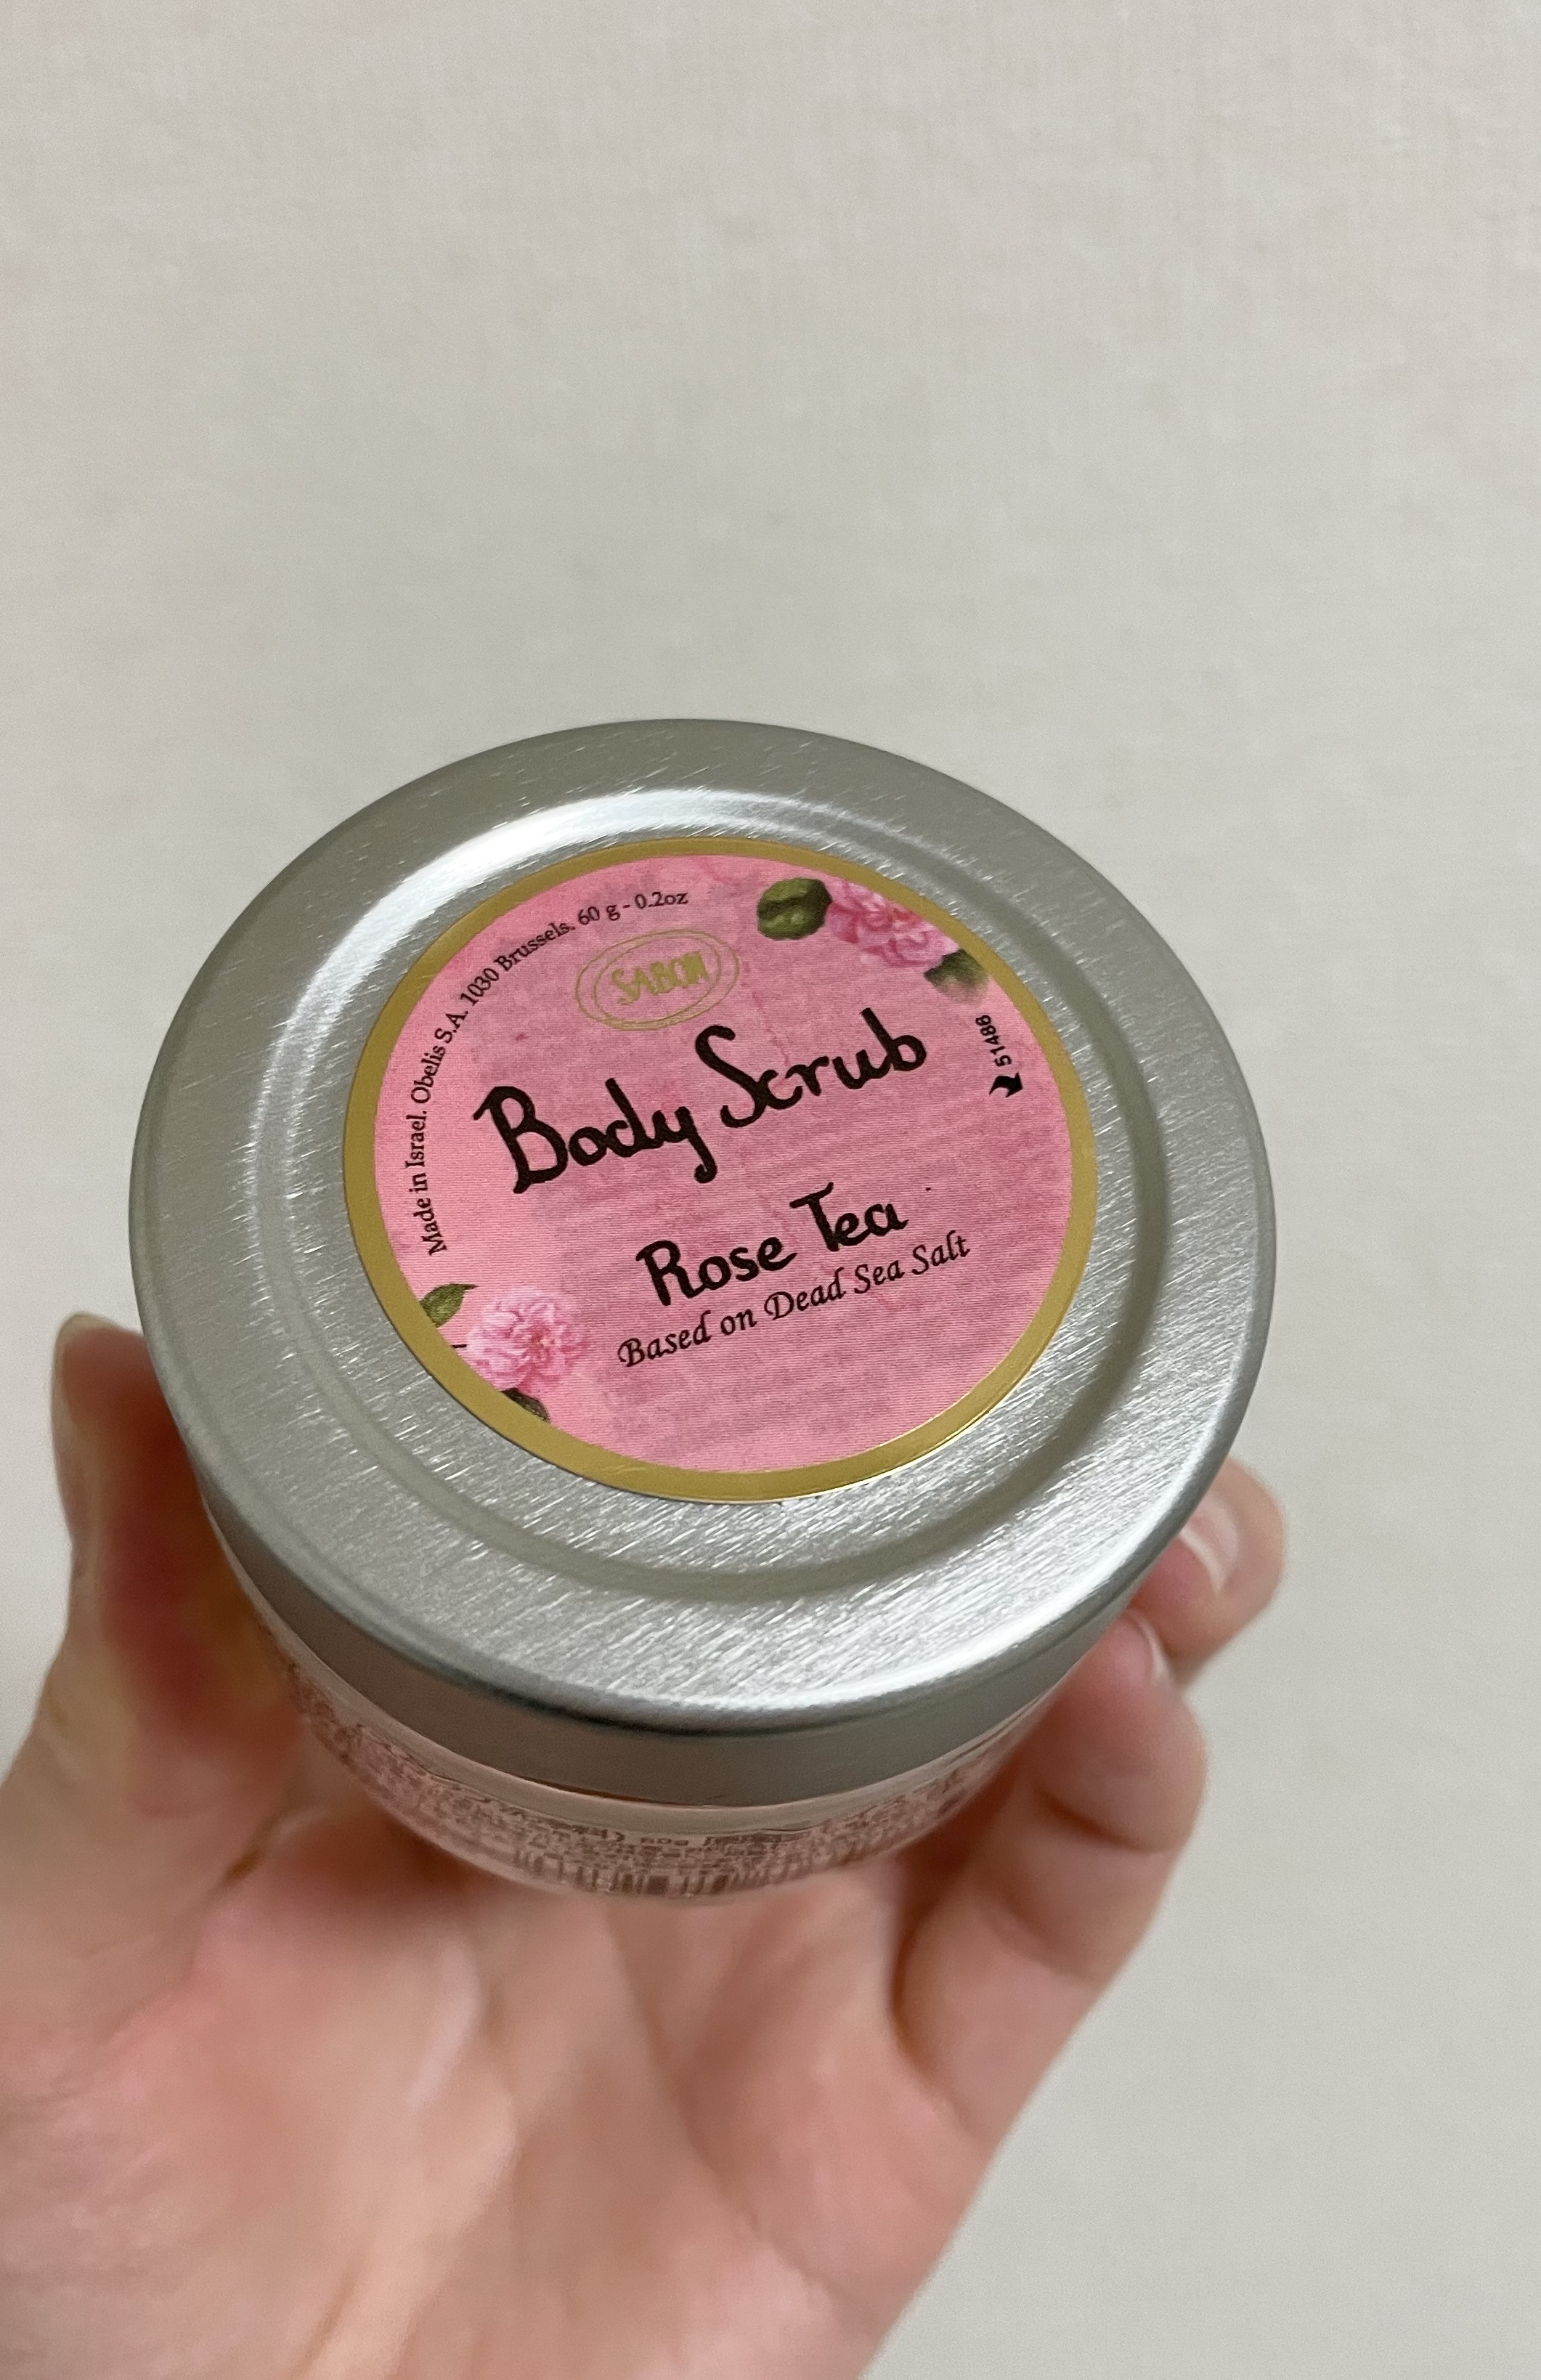 Made in Israel. Obelis S.A. 1030 Brussels. 60 g - 0.2oz
SABON
Body Scrub
Rose Tea
Based on Dead Sea Salt
51488